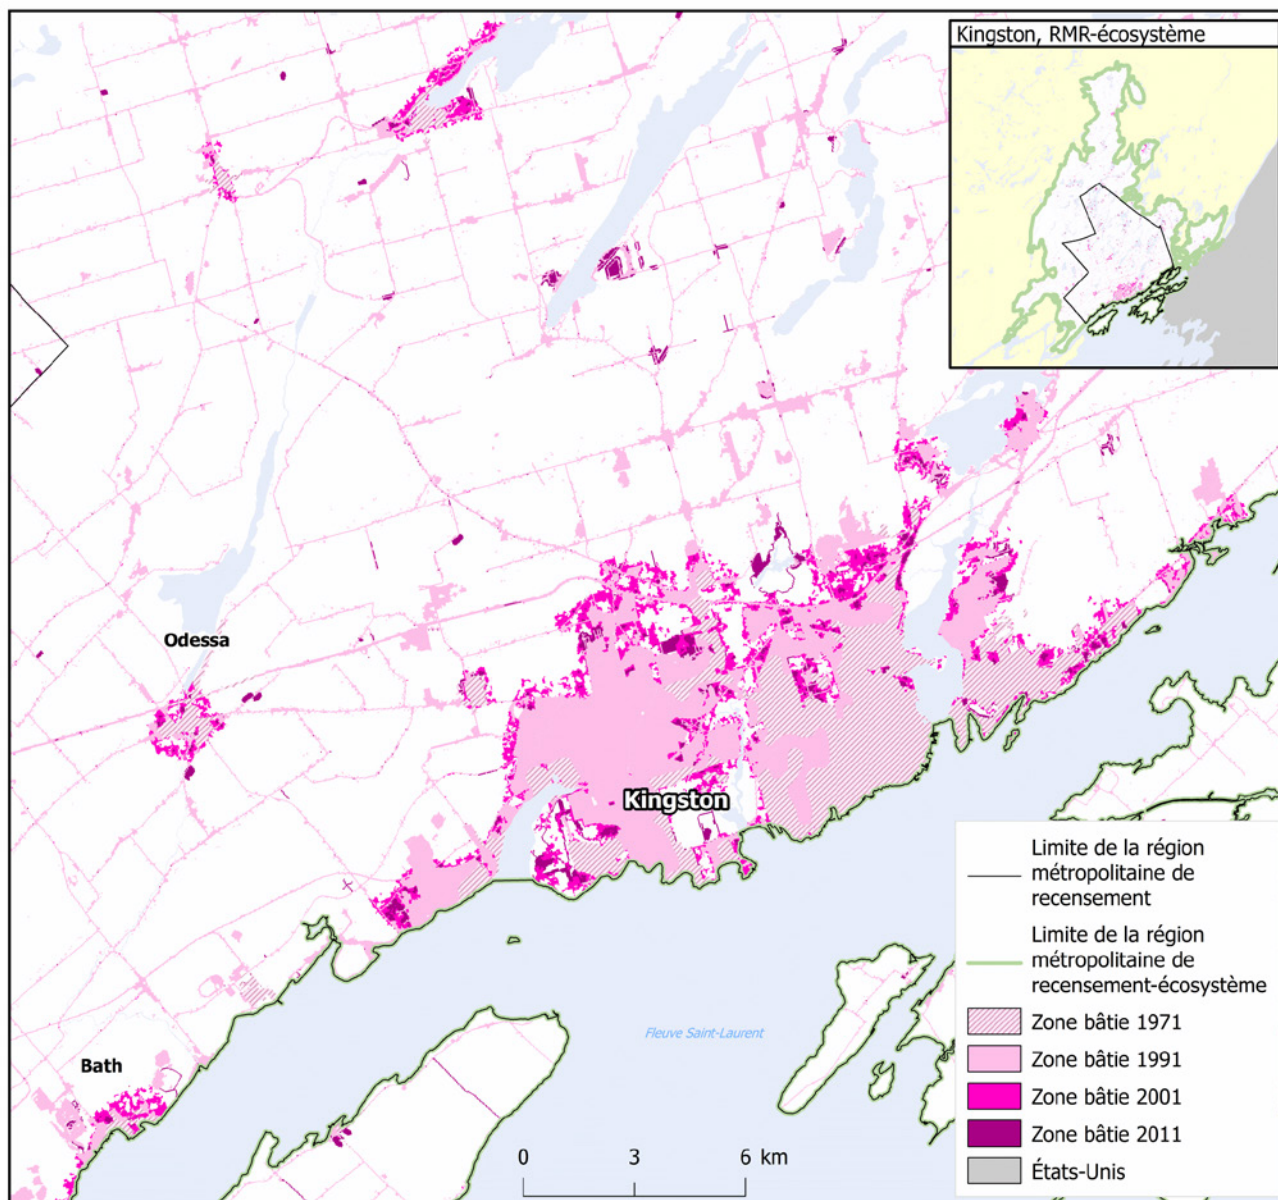 Kingston, RMR-écosystème
Odessa
Kingston
Limite de la région
métropolitaine de
recensement
Limite de la région
métropolitaine de
recensement-écosystème
Fleuve Saint-Laurent
Zone bâtie 1971
Zone bâtie 1991
Bath
Zone bâtie 2001
Zone bâtie 2011
0 3 6 km
États-Unis